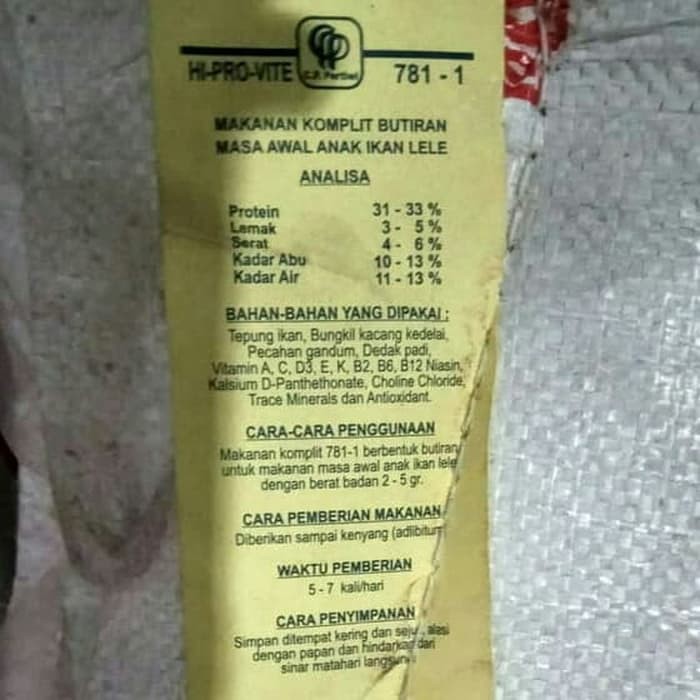 HI-PRO-VITE
781 - 1
MAKANAN KOMPLIT BUTIRAN
MASA AWAL ANAK IKAN LELE
ANALISA
Protein 31 - 33 %
Lemak 3 - 5 %
Serat 4 - 6 %
Kadar Abu 10 - 13 %
Kadar Air 11 - 13 %
BAHAN-BAHAN YANG DIPAKAI :
Tepung ikan, Bungkil kacang kedelai,
Pecahan gandum, Dedak padi,
Vitamin A, C, D3, E, K, B2, B6, B12 Niasin,
Kalsium D-Panthethonate, Choline Chloride,
Trace Minerals dan Antioxidant.
CARA-CARA PENGGUNAAN
Makanan komplit 781-1 berbentuk butiran
untuk makanan masa awal anak ikan lele
dengan berat badan 2 - 5 gr.
CARA PEMBERIAN MAKANAN
Diberikan sampai kenyang (adlibitum
WAKTU PEMBERIAN
5 - 7 kali/hari
CARA PENYIMPANAN
Simpan ditempat kering dan
dengan papan dan hindarkan dari
sinar matahari langsung